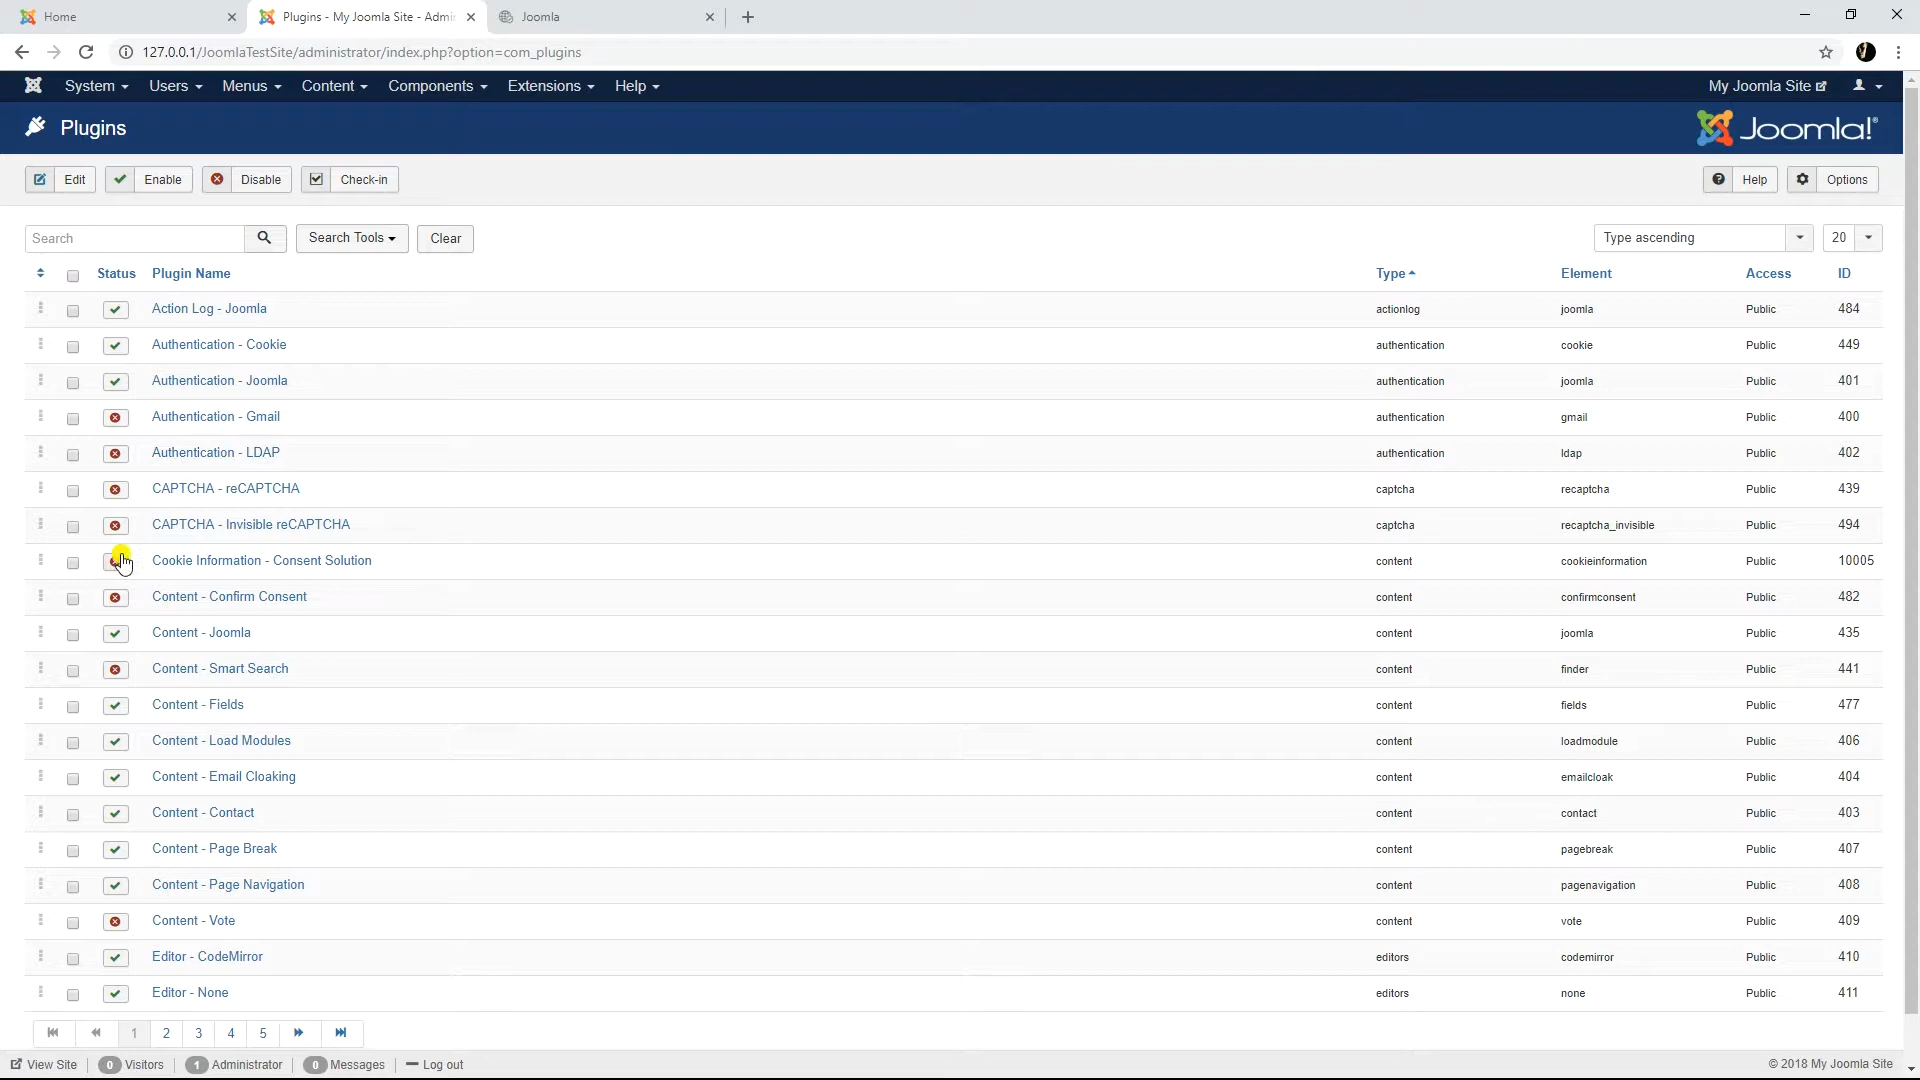 Home
Plugins - My Joomla Site - Admi
Joomla
127.0.0.1/JoomlaTestSite/administrator/index.php?option=com_plugins
System Users Menus Content Components Extensions Help My Joomla Site
Plugins Joomla!®
Edit Enable Disable Check-in Help Options
Search Search Tools Clear Type ascending 20
Status Plugin Name Type Element Access ID
Action Log - Joomla actionlog joomla Public 484
Authentication - Cookie authentication cookie Public 449
Authentication - Joomla authentication joomla Public 401
Authentication - Gmail authentication gmail Public 400
Authentication - LDAP authentication ldap Public 402
CAPTCHA - reCAPTCHA captcha recaptcha Public 439
CAPTCHA - Invisible reCAPTCHA captcha recaptcha_invisible Public 494
Cookie Information - Consent Solution content cookieinformation Public 10005
Content - Confirm Consent content confirmconsent Public 482
Content - Joomla content joomla Public 435
Content - Smart Search content finder Public 441
Content - Fields content fields Public 477
Content - Load Modules content loadmodule Public 406
Content - Email Cloaking content emailcloak Public 404
Content - Contact content contact Public 403
Content - Page Break content pagebreak Public 407
Content - Page Navigation content pagenavigation Public 408
Content - Vote content vote Public 409
Editor - CodeMirror editors codemirror Public 410
Editor - None editors none Public 411
1 2 3 4 5
View Site 0 Visitors 1 Administrator 0 Messages Log out © 2018 My Joomla Site